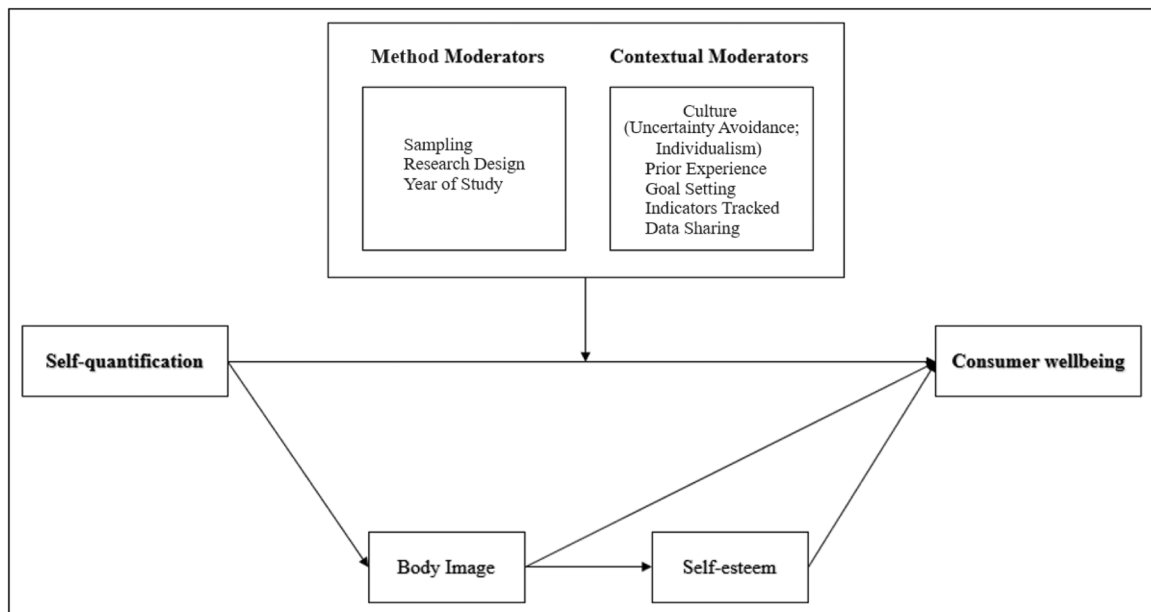 Method Moderators
Contextual Moderators
Sampling
Research Design
Year of Study
Culture
(Uncertainty Avoidance;
Individualism)
Prior Experience
Goal Setting
Indicators Tracked
Data Sharing
Self-quantification
Consumer wellbeing
Body Image
Self-esteem